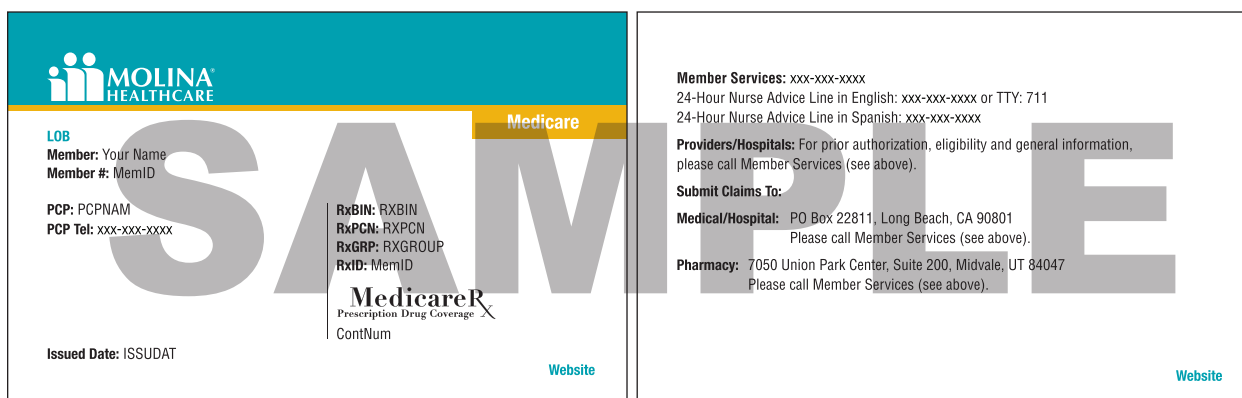 MOLINA®
HEALTHCARE
Medicare
LOB
Member: Your Name
Member #: MemID
PCP: PCPNAM
PCP Tel: xxx-xxx-xxxx
RxBIN: RXBIN
RxPCN: RXPCN
RxGRP: RXGROUP
RxID: MemID
MedicareRx
Prescription Drug Coverage
ContNum
Issued Date: ISSUDAT
Website
Member Services: xxx-xxx-xxxx
24-Hour Nurse Advice Line in English: xxx-xxx-xxxx or TTY: 711
24-Hour Nurse Advice Line in Spanish: xxx-xxx-xxxx
Providers/Hospitals: For prior authorization, eligibility and general information,
please call Member Services (see above).
Submit Claims To:
Medical/Hospital: PO Box 22811, Long Beach, CA 90801
Please call Member Services (see above).
Pharmacy: 7050 Union Park Center, Suite 200, Midvale, UT 84047
Please call Member Services (see above).
Website
SAMPLE